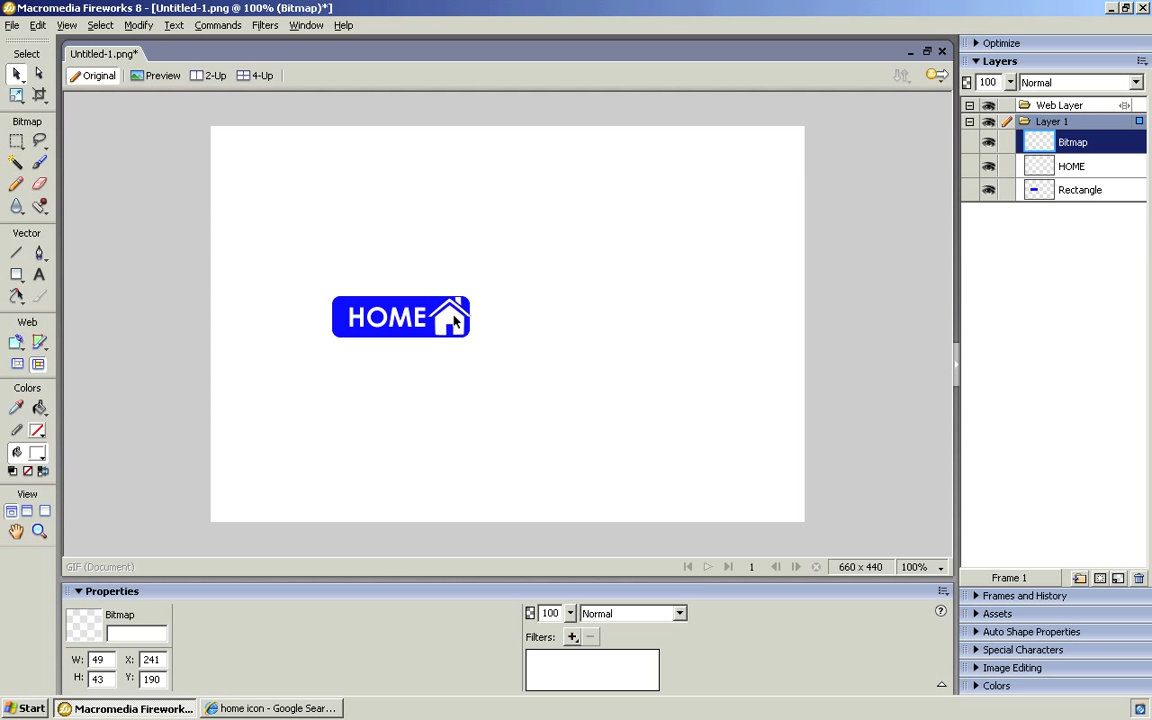 Macromedia Fireworks 8 - [Untitled-1.png @ 100% (Bitmap)*]
File Edit View Select Modify Text Commands Filters Window Help
Select
Bitmap
Vector
Web
Colors
View
Untitled-1.png*
Original Preview 2-Up 4-Up
HOME
GIF (Document)
1
660 x 440
100%
Properties
Bitmap
W: 49 X: 241
H: 43 Y: 190
100 Normal
Filters:
Optimize
Layers
100 Normal
Web Layer
Layer 1
Bitmap
HOME
Rectangle
Frame 1
Frames and History
Assets
Auto Shape Properties
Special Characters
Image Editing
Colors
Start
Macromedia Firework...
home icon - Google Sear...